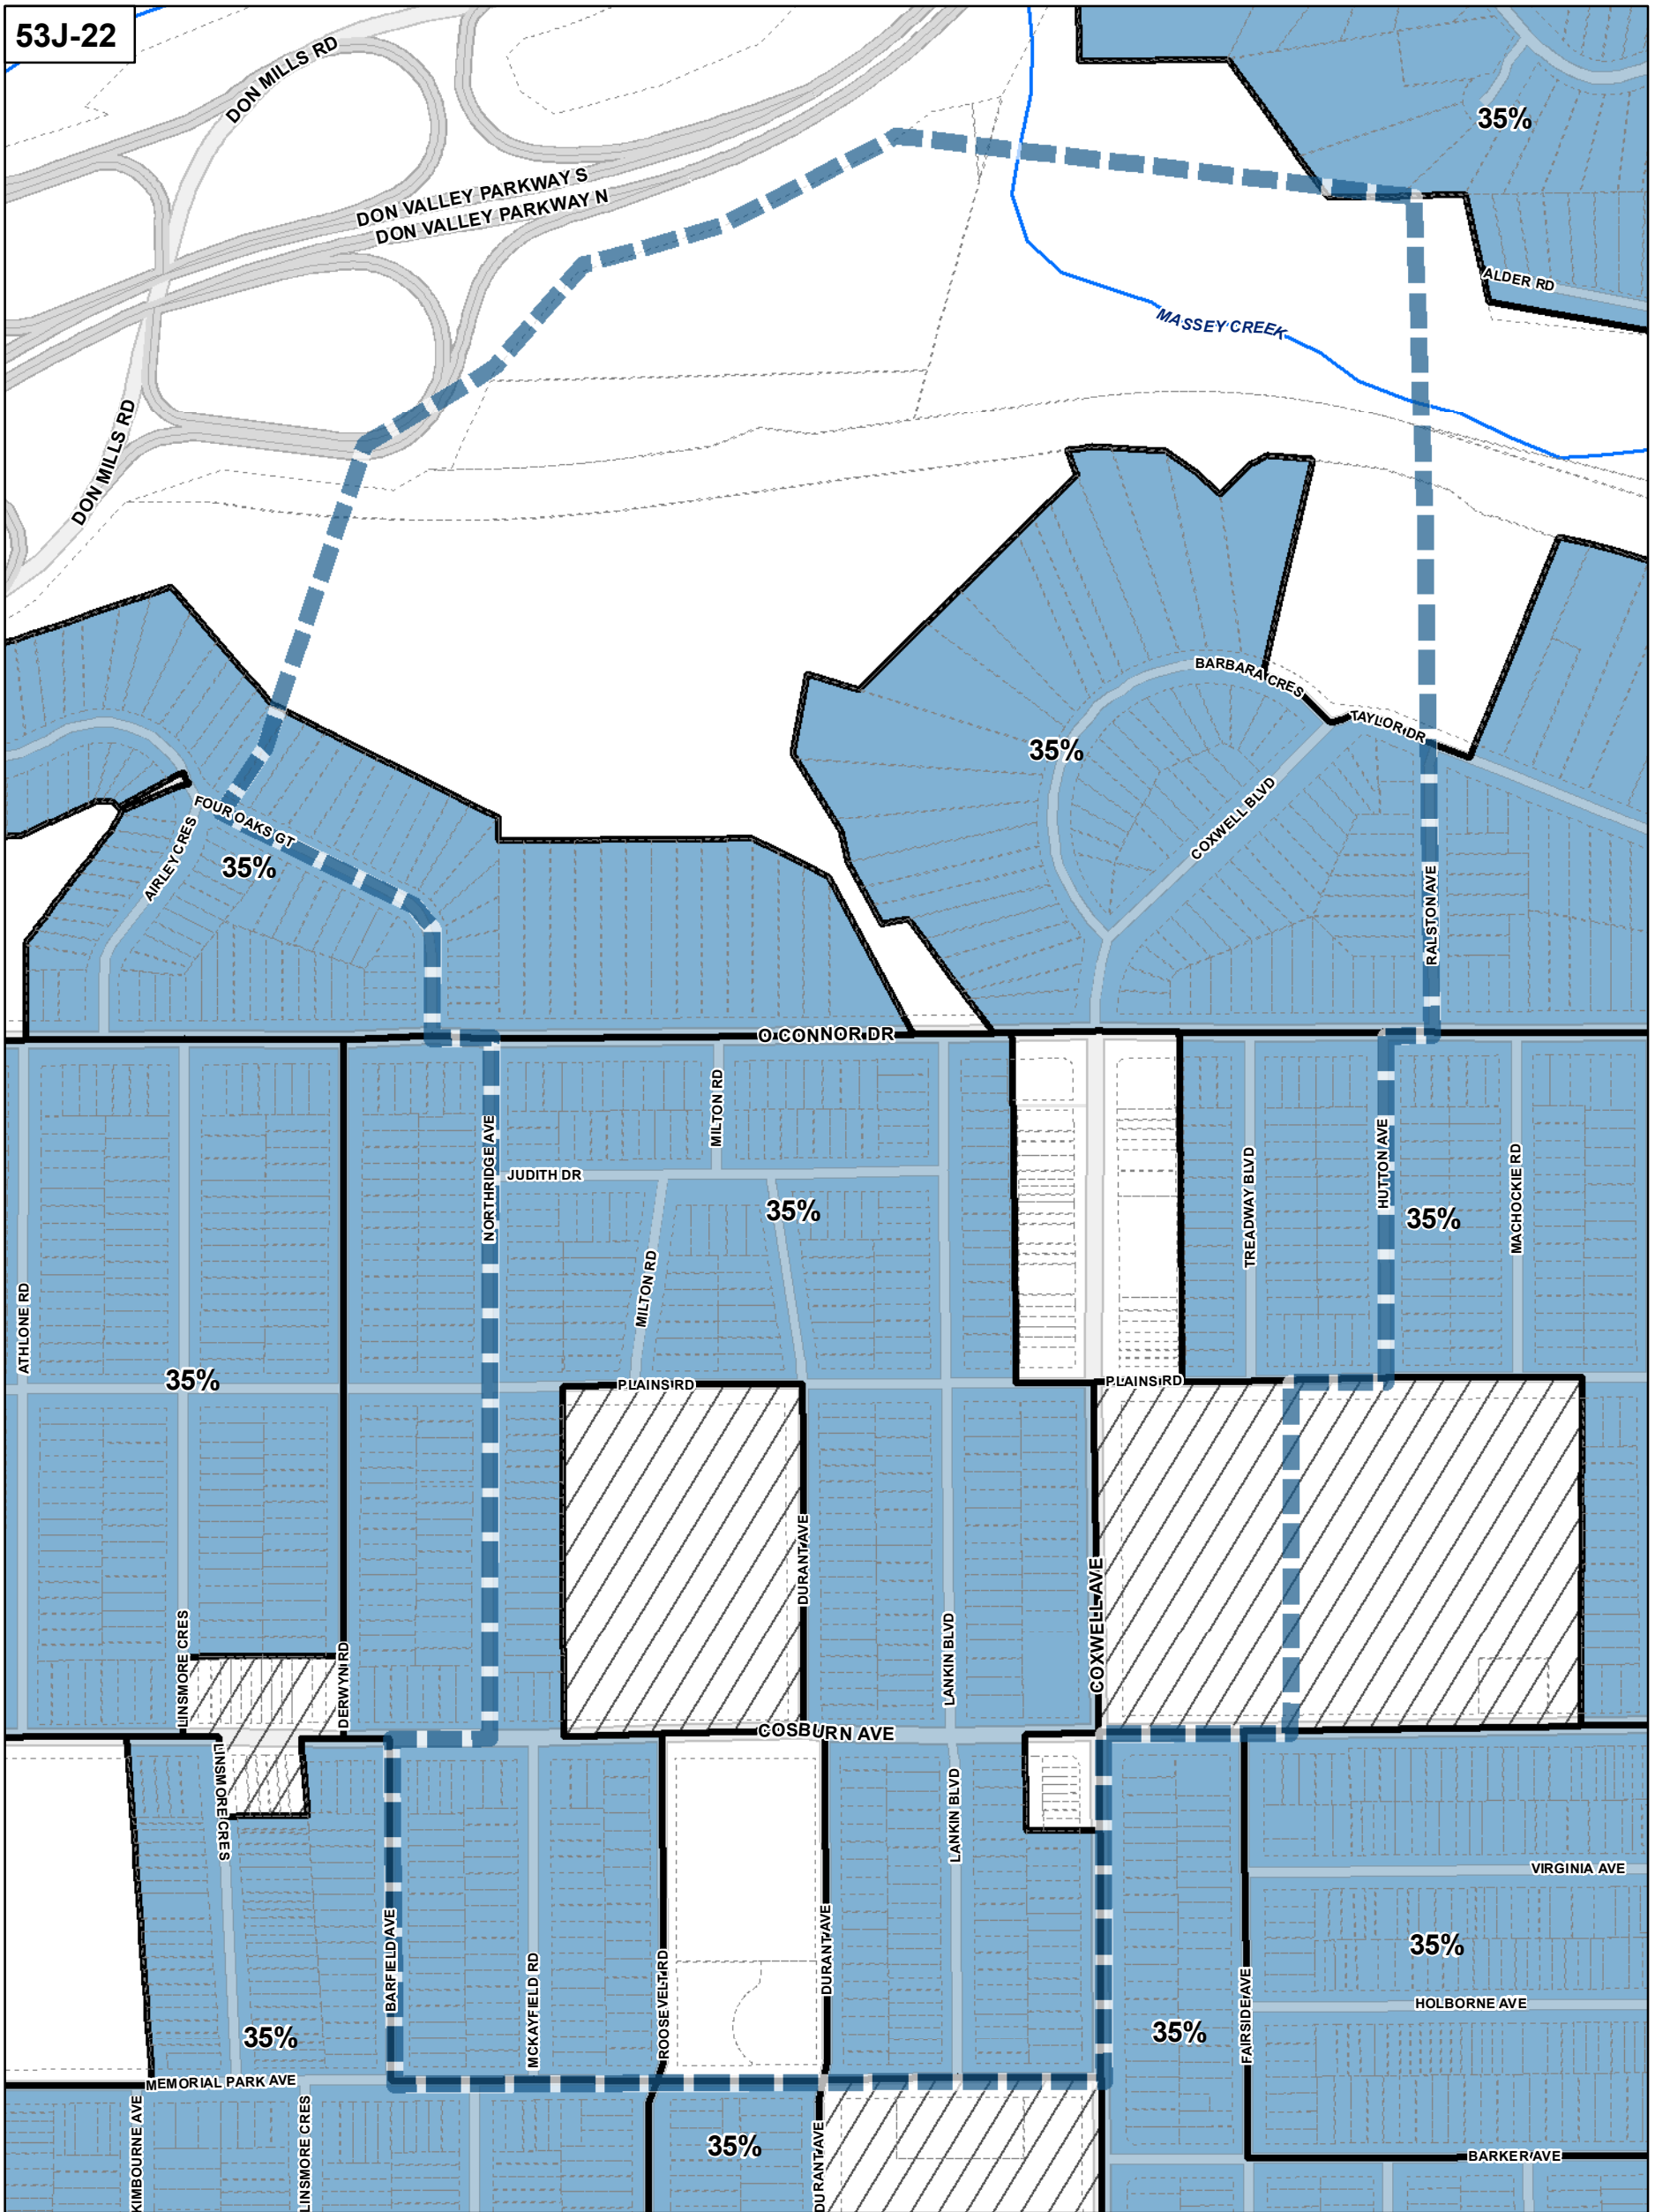 53J-22
DON MILLS RD
35%
DON VALLEY PARKWAY S
DON VALLEY PARKWAY N
ALDER RD
MASSEY CREEK
DON MILLS RD
BARBARA CRES
TAYLOR DR
35%
FOUR OAKS GT
COXWELL BLVD
AIRLEY CRES
35%
RALSTON AVE
O CONNOR DR
MILTON RD
NORTHRIDGE AVE
JUDITH DR
HUTTON AVE
TREADWAY BLVD
MACHOCKIE RD
35%
35%
MILTON RD
ATHLONE RD
35%
PLAINS RD
PLAINS RD
DURANT AVE
COXWELL AVE
LINSMORE CRES
DERWYN RD
LANKIN BLVD
COSBURN AVE
LINSMORE CRES
LANKIN BLVD
VIRGINIA AVE
BARFIELD AVE
DURANT AVE
35%
MCKAYFIELD RD
ROOSEVELT RD
FAIRSIDE AVE
HOLBORNE AVE
35%
35%
MEMORIAL PARK AVE
KIMBOURNE AVE
LINSMORE CRES
35%
DURANT AVE
BARKER AVE